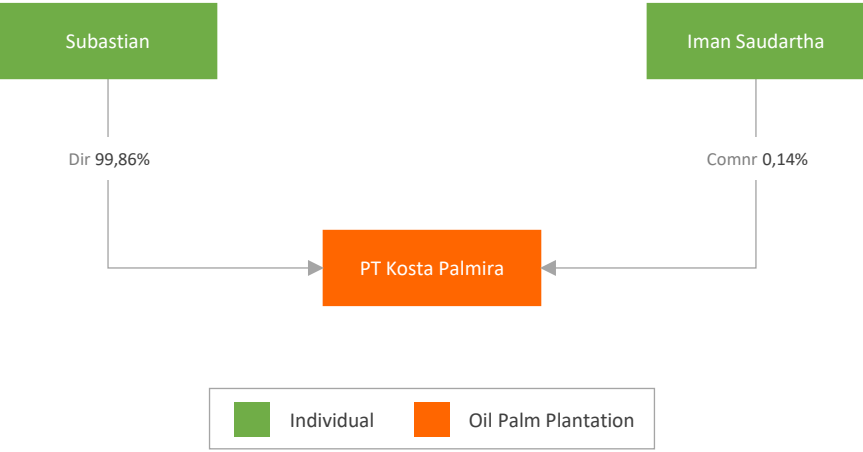 Subastian
Iman Saudartha
Dir 99,86%
Comnr 0,14%
PT Kosta Palmira
Individual
Oil Palm Plantation